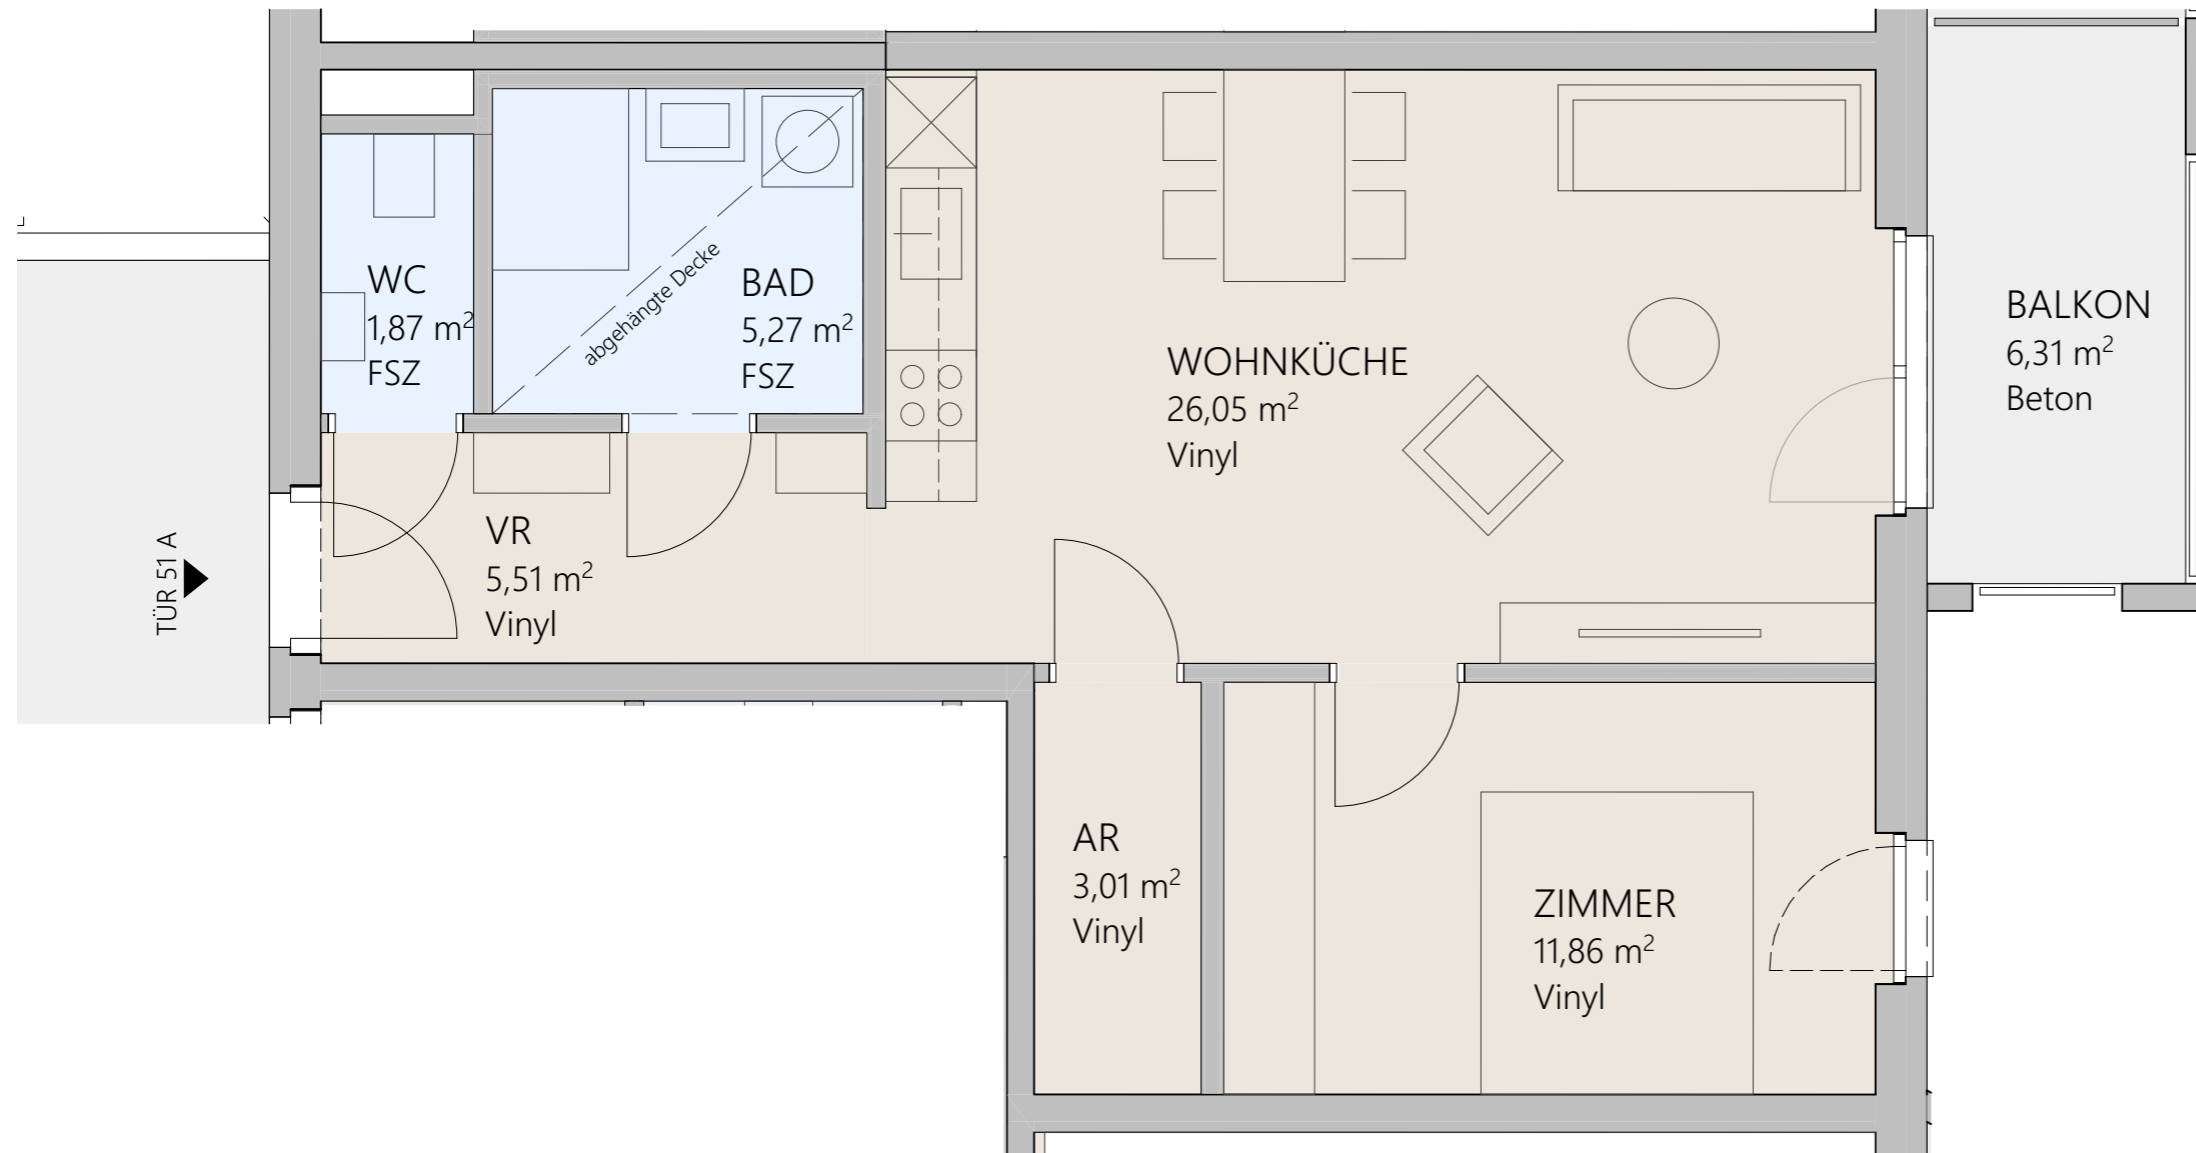 WC
1,87 m²
FSZ
abgehängte Decke
BAD
5,27 m²
FSZ
WOHNKÜCHE
26,05 m²
Vinyl
BALKON
6,31 m²
Beton
TÜR 51 A
VR
5,51 m²
Vinyl
AR
3,01 m²
Vinyl
ZIMMER
11,86 m²
Vinyl